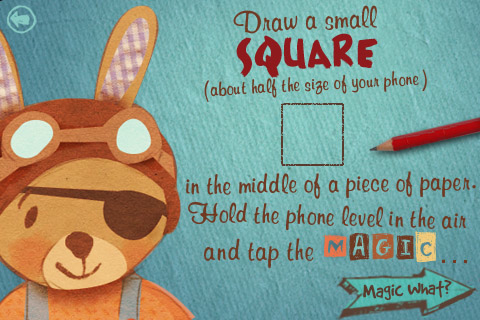 Draw a small
SQUARE
(about half the size of your phone)
in the middle of a piece of paper.
Hold the phone level in the air
and tap the MAGIC...
Magic What?